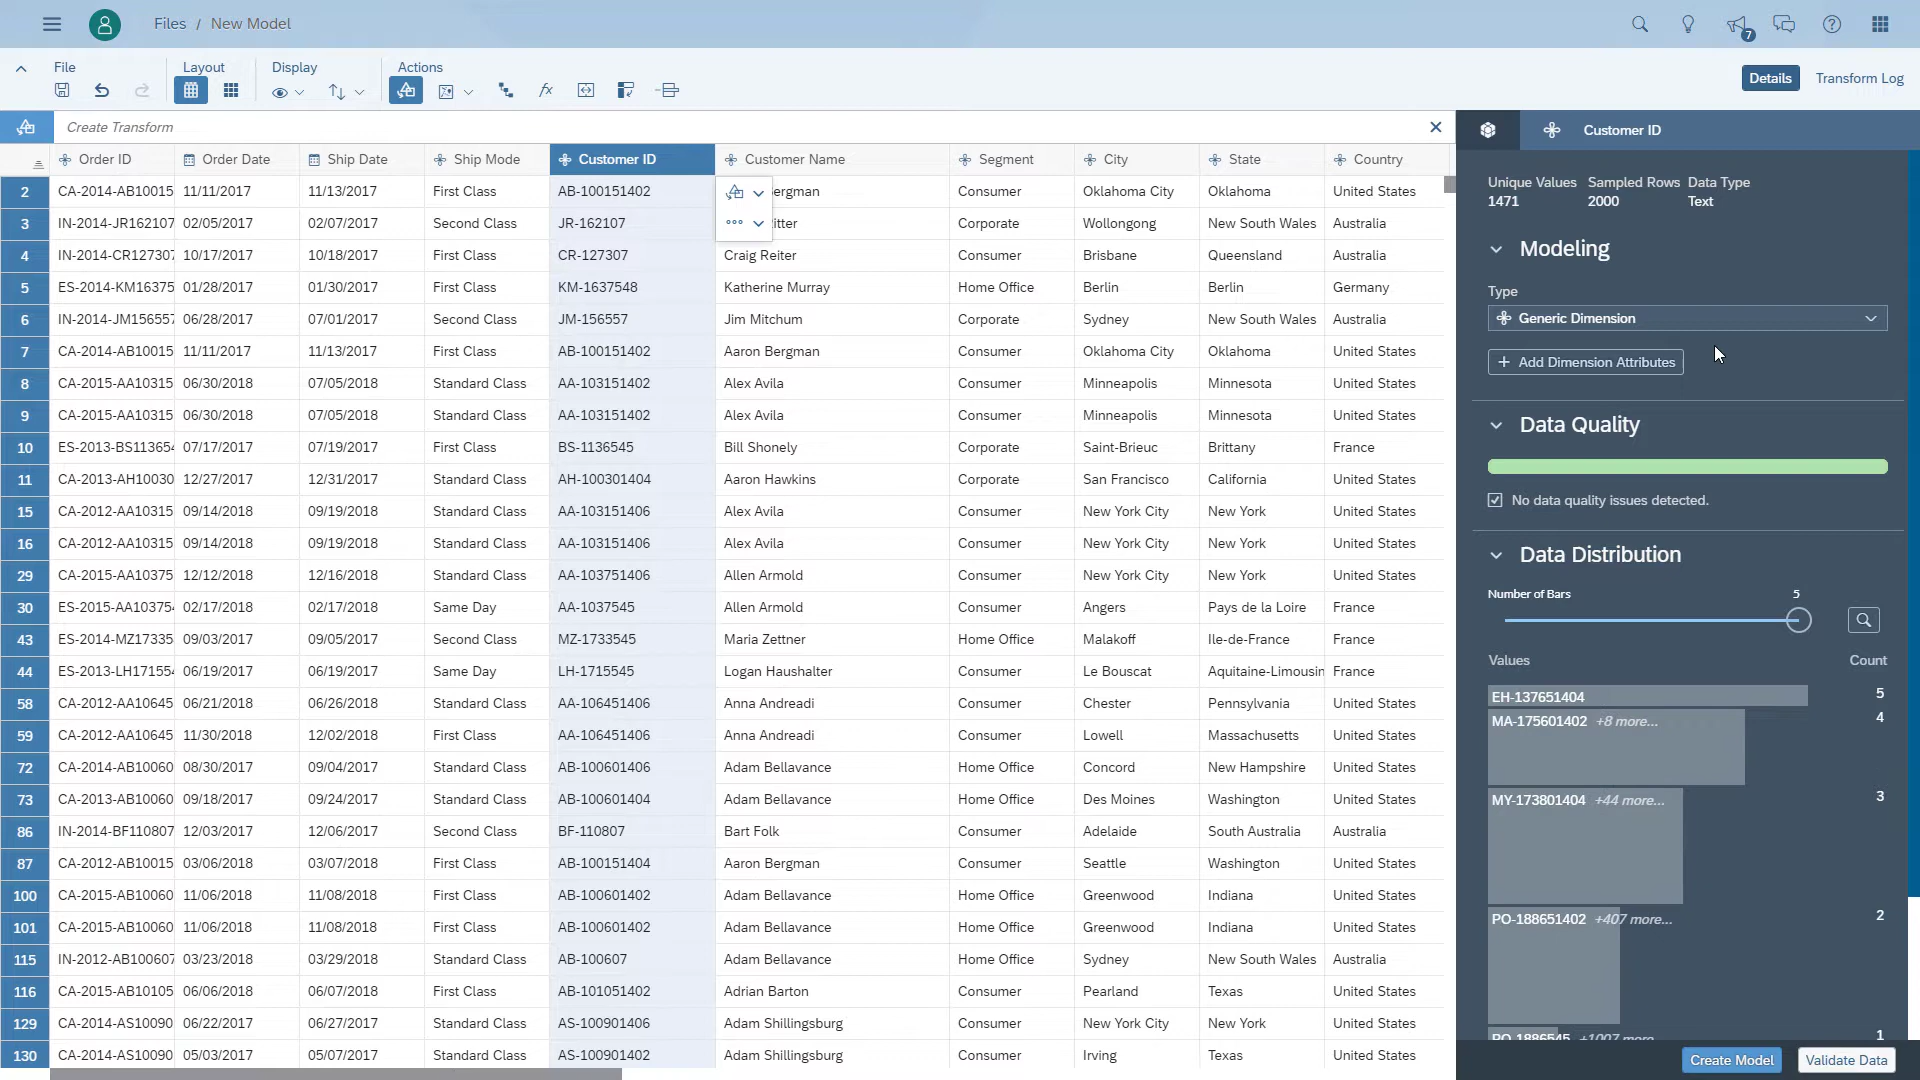 Files / New Model
7
File
Layout
Display
Actions
Details
Transform Log
Create Transform
Customer ID
Order ID Order Date Ship Date Ship Mode Customer ID Customer Name Segment City State Country
2 CA-2014-AB10015 11/11/2017 11/13/2017 First Class AB-100151402 ergman Consumer Oklahoma City Oklahoma United States
3 IN-2014-JR162107 02/05/2017 02/07/2017 Second Class JR-162107 itter Corporate Wollongong New South Wales Australia
4 IN-2014-CR127307 10/17/2017 10/18/2017 First Class CR-127307 Craig Reiter Consumer Brisbane Queensland Australia
5 ES-2014-KM16375 01/28/2017 01/30/2017 First Class KM-1637548 Katherine Murray Home Office Berlin Berlin Germany
6 IN-2014-JM156557 06/28/2017 07/01/2017 Second Class JM-156557 Jim Mitchum Corporate Sydney New South Wales Australia
7 CA-2014-AB10015 11/11/2017 11/13/2017 First Class AB-100151402 Aaron Bergman Consumer Oklahoma City Oklahoma United States
8 CA-2015-AA10315 06/30/2018 07/05/2018 Standard Class AA-103151402 Alex Avila Consumer Minneapolis Minnesota United States
9 CA-2015-AA10315 06/30/2018 07/05/2018 Standard Class AA-103151402 Alex Avila Consumer Minneapolis Minnesota United States
10 ES-2013-BS113654 07/17/2017 07/19/2017 First Class BS-1136545 Bill Shonely Corporate Saint-Brieuc Brittany France
11 CA-2013-AH10030 12/27/2017 12/31/2017 Standard Class AH-100301404 Aaron Hawkins Corporate San Francisco California United States
15 CA-2012-AA10315 09/14/2018 09/19/2018 Standard Class AA-103151406 Alex Avila Consumer New York City New York United States
16 CA-2012-AA10315 09/14/2018 09/19/2018 Standard Class AA-103151406 Alex Avila Consumer New York City New York United States
29 CA-2015-AA10375 12/12/2018 12/16/2018 Standard Class AA-103751406 Allen Armold Consumer New York City New York United States
30 ES-2015-AA103754 02/17/2018 02/17/2018 Same Day AA-1037545 Allen Armold Consumer Angers Pays de la Loire France
43 ES-2014-MZ17335 09/03/2017 09/05/2017 Second Class MZ-1733545 Maria Zettner Home Office Malakoff Ile-de-France France
44 ES-2013-LH171554 06/19/2017 06/19/2017 Same Day LH-1715545 Logan Haushalter Consumer Le Bouscat Aquitaine-Limousin France
58 CA-2012-AA10645 06/21/2018 06/26/2018 Standard Class AA-106451406 Anna Andreadi Consumer Chester Pennsylvania United States
59 CA-2012-AA10645 11/30/2018 12/02/2018 First Class AA-106451406 Anna Andreadi Consumer Lowell Massachusetts United States
72 CA-2014-AB10060 08/30/2017 09/04/2017 Standard Class AB-100601406 Adam Bellavance Home Office Concord New Hampshire United States
73 CA-2013-AB10060 09/18/2017 09/24/2017 Standard Class AB-100601404 Adam Bellavance Home Office Des Moines Washington United States
86 IN-2014-BF110807 12/03/2017 12/06/2017 Second Class BF-110807 Bart Folk Consumer Adelaide South Australia Australia
87 CA-2012-AB10015 03/06/2018 03/07/2018 First Class AB-100151404 Aaron Bergman Consumer Seattle Washington United States
100 CA-2015-AB10060 11/06/2018 11/08/2018 First Class AB-100601402 Adam Bellavance Home Office Greenwood Indiana United States
101 CA-2015-AB10060 11/06/2018 11/08/2018 First Class AB-100601402 Adam Bellavance Home Office Greenwood Indiana United States
115 IN-2012-AB100607 03/23/2018 03/29/2018 Standard Class AB-100607 Adam Bellavance Home Office Sydney New South Wales Australia
116 CA-2015-AB10105 06/06/2018 06/07/2018 First Class AB-101051402 Adrian Barton Consumer Pearland Texas United States
129 CA-2014-AS10090 06/22/2017 06/27/2017 Standard Class AS-100901406 Adam Shillingsburg Consumer New York City New York United States
130 CA-2014-AS10090 05/03/2017 05/07/2017 Standard Class AS-100901402 Adam Shillingsburg Consumer Irving Texas United States
Unique Values Sampled Rows Data Type
1471 2000 Text
Modeling
Type
Generic Dimension
+ Add Dimension Attributes
Data Quality
No data quality issues detected.
Data Distribution
Number of Bars 5
Values Count
EH-137651404 5
MA-175601402 +8 more... 4
MY-173801404 +44 more... 3
PO-188651402 +407 more... 2
PO-1886545 +1007 more... 1
Create Model
Validate Data